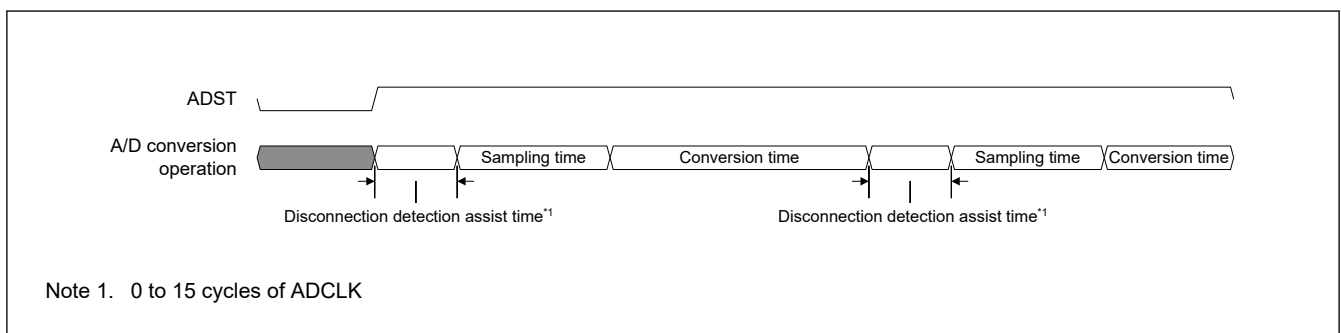 ADST
A/D conversion
operation
Sampling time
Conversion time
Sampling time
Conversion time
Disconnection detection assist time*1
Disconnection detection assist time*1
Note 1. 0 to 15 cycles of ADCLK